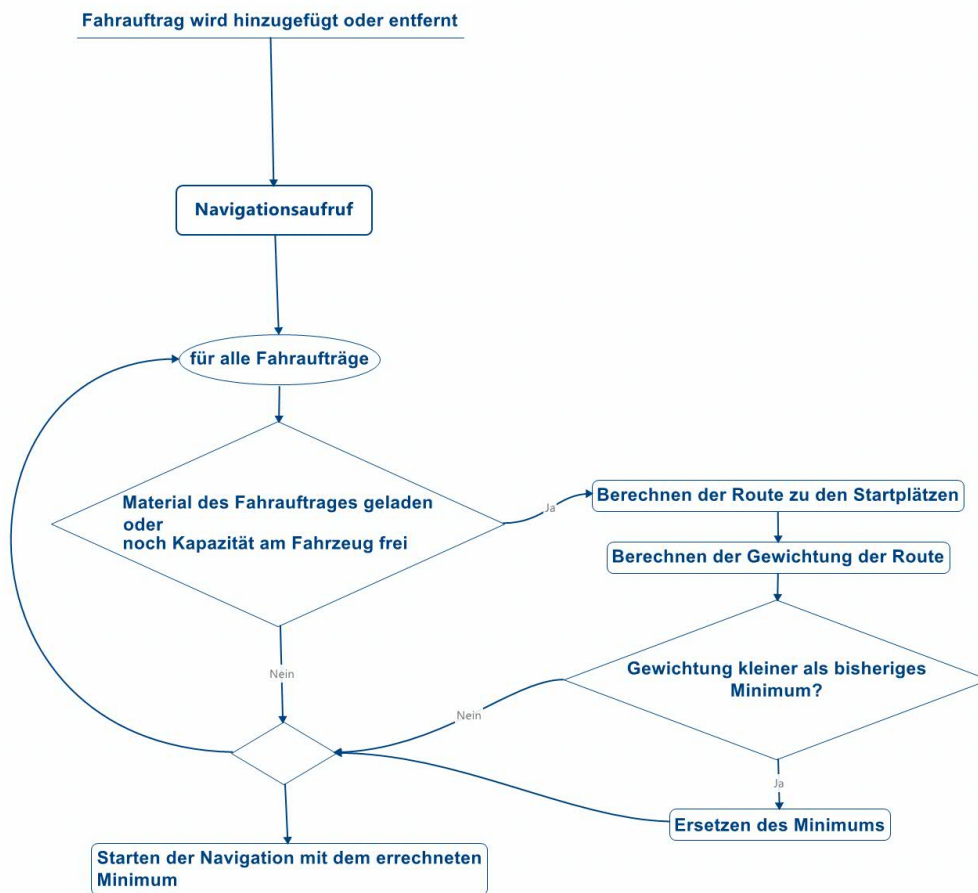 Fahrauftrag wird hinzugefügt oder entfernt
Navigationsaufruf
für alle Fahraufträge
Material des Fahrauftrages geladen
oder
noch Kapazität am Fahrzeug frei
Ja
Berechnen der Route zu den Startplätzen
Berechnen der Gewichtung der Route
Gewichtung kleiner als bisheriges
Minimum?
Nein
Nein
Ja
Ersetzen des Minimums
Starten der Navigation mit dem errechneten
Minimum